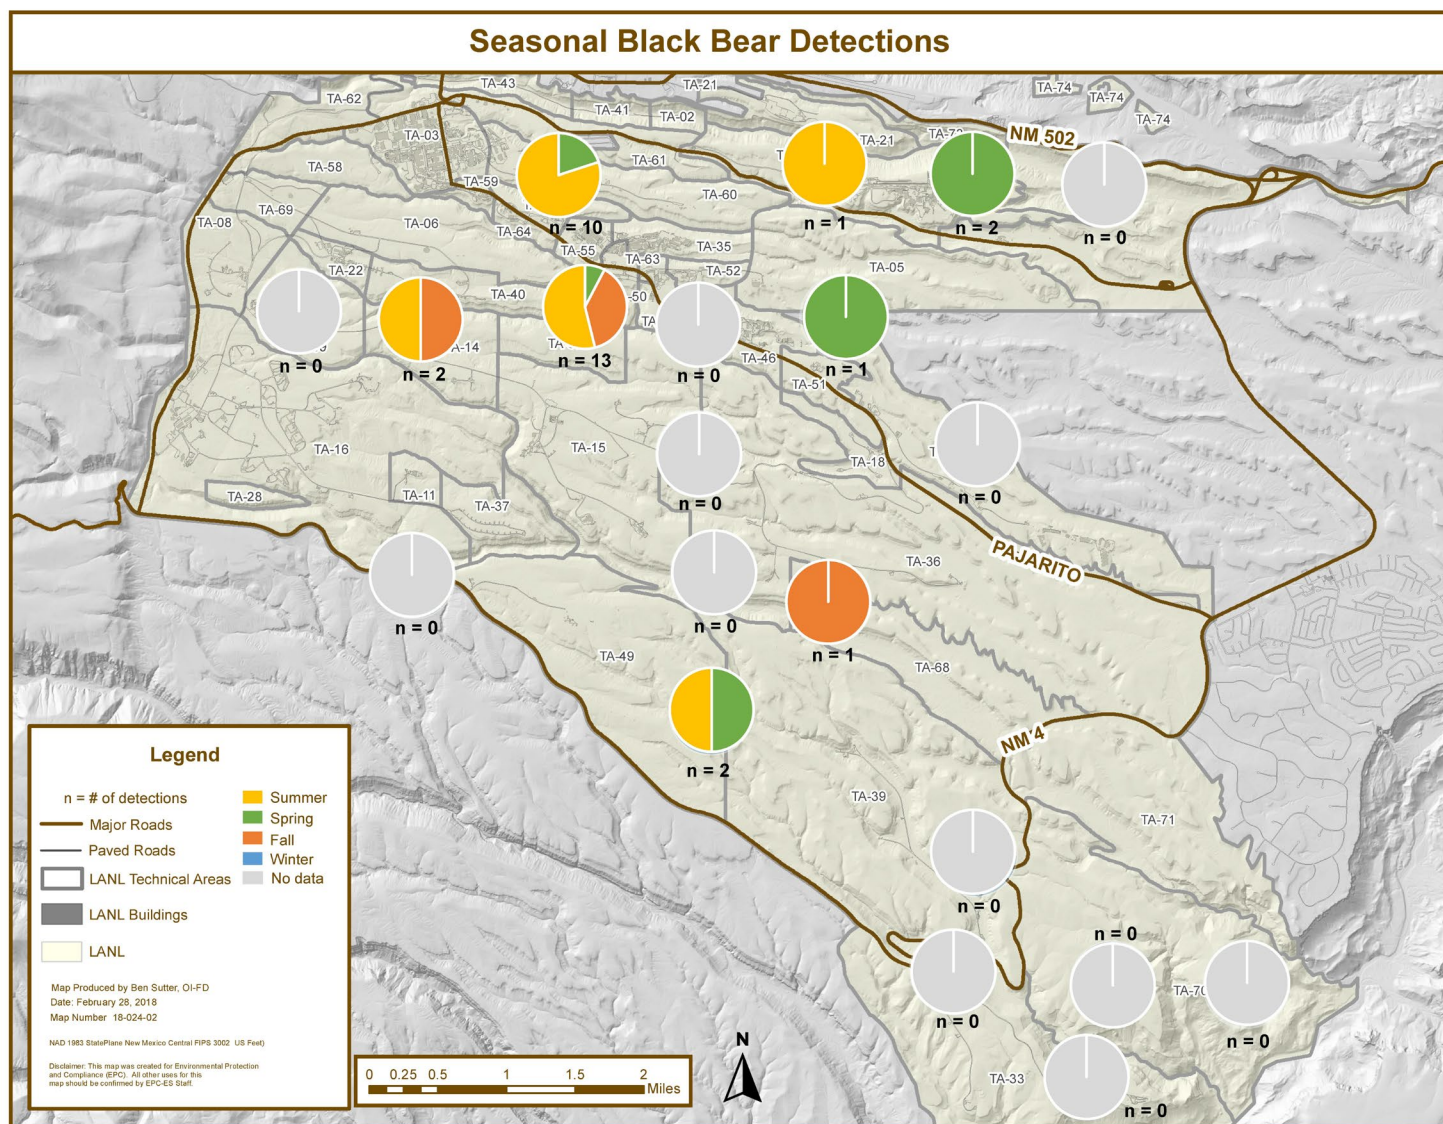 Seasonal Black Bear Detections
TA-43
TA-21
TA-74
TA-74
TA-74
TA-62
TA-41
TA-02
TA-03
NM 502
TA-21
TA-72
TA-61
TA-58
TA-59
TA-60
TA-69
TA-08
TA-06
TA-64
n = 10
n = 1
n = 2
n = 0
TA-55
TA-63
TA-35
TA-22
TA-52
TA-05
TA-40
-50
n = 0
n = 2
n = 13
n = 0
n = 1
TA-46
TA-51
TA-16
TA-15
TA-18
TA-28
TA-11
TA-37
n = 0
n = 0
PAJARITO
TA-36
n = 0
n = 0
n = 1
TA-49
TA-68
NM 4
n = 2
TA-39
TA-71
n = 0
n = 0
n = 0
TA-70
n = 0
TA-33
n = 0
Legend
n = # of detections
Major Roads
Paved Roads
LANL Technical Areas
LANL Buildings
LANL
Summer
Spring
Fall
Winter
No data
Map Produced by Ben Sutter, OI-FD
Date: February 28, 2018
Map Number 18-024-02
NAD 1983 StatePlane New Mexico Central FIPS 3002 US Feet)
Disclaimer: This map was created for Environmental Protection
and Compliance (EPC). All other uses for this
map should be confirmed by EPC-ES Staff.
0 0.25 0.5 1 1.5 2
Miles
N